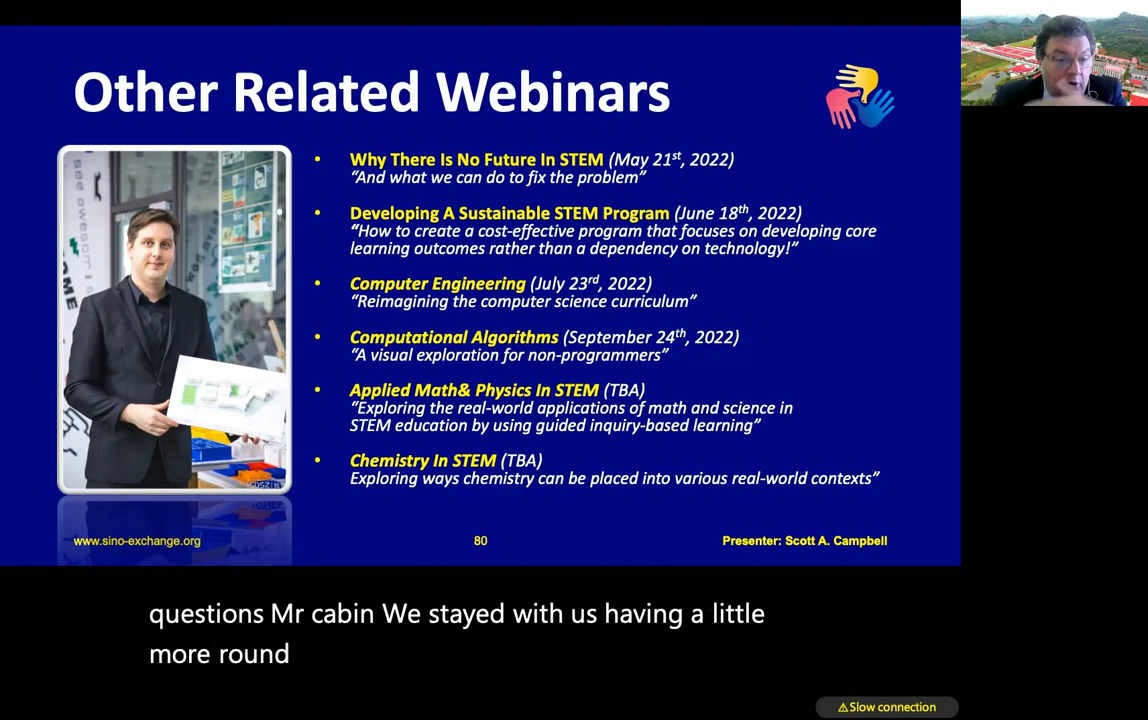 Other Related Webinars
• Why There Is No Future In STEM (May 21st, 2022)
“And what we can do to fix the problem”
• Developing A Sustainable STEM Program (June 18th, 2022)
“How to create a cost-effective program that focuses on developing core
learning outcomes rather than a dependency on technology!”
• Computer Engineering (July 23rd, 2022)
“Reimagining the computer science curriculum”
• Computational Algorithms (September 24th, 2022)
“A visual exploration for non-programmers”
• Applied Math& Physics In STEM (TBA)
“Exploring the real-world applications of math and science in
STEM education by using guided inquiry-based learning”
• Chemistry In STEM (TBA)
Exploring ways chemistry can be placed into various real-world contexts”
www.sino-exchange.org
80
Presenter: Scott A. Campbell
questions Mr cabin We stayed with us having a little
more round
⚠Slow connection